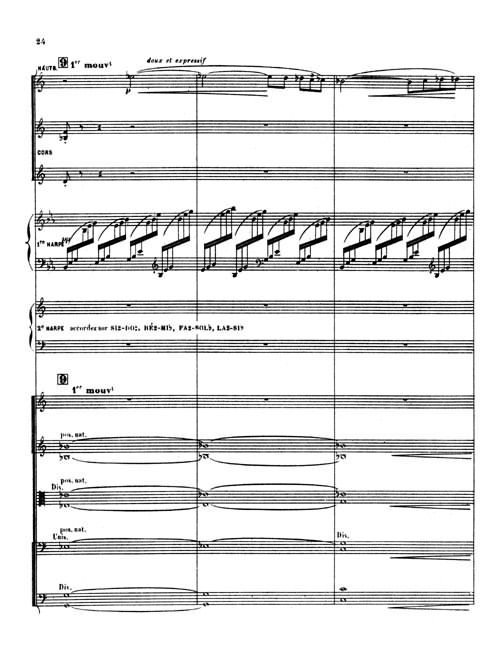 24
HAUTB. 9 1er mouvt
doux et expressif
p
CORS
1re HARPE pp
2e HARPE accordez sur SI♯-DO♮, RÉ♯-MI♭, FA♯-SOL♭, LA♯-SI♭
9
1er mouvt
pos. nat.
pos. nat.
Div.
pos. nat.
Unis. Div.
Div.